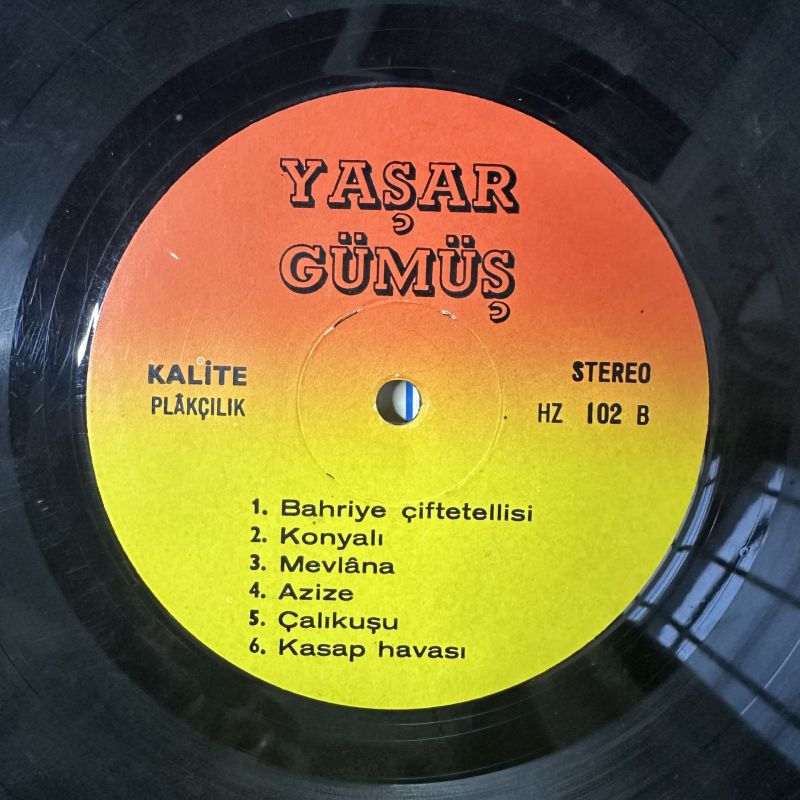 YAŞAR
GÜMÜŞ
KALİTE
PLÂKÇILIK
STEREO
HZ 102 B
1. Bahriye çiftetellisi
2. Konyalı
3. Mevlâna
4. Azize
5. Çalıkuşu
6. Kasap havası